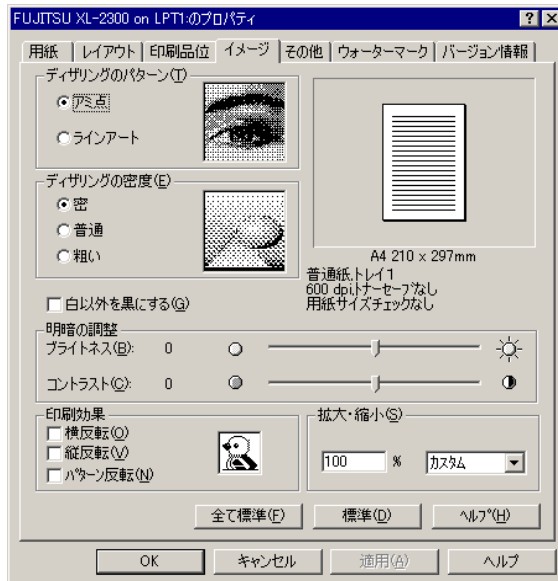 FUJITSU XL-2300 on LPT1:のプロパティ
用紙 レイアウト 印刷品位 イメージ その他 ウォーターマーク バージョン情報
ディザリングのパターン(T)
アミ点
ラインアート
ディザリングの密度(E)
密
普通
粗い
A4 210 x 297mm
普通紙,トレイ1
600 dpi,トナーセーブなし
用紙サイズチェックなし
白以外を黒にする(G)
明暗の調整
ブライトネス(B): 0
コントラスト(C): 0
印刷効果
横反転(O)
縦反転(V)
パターン反転(N)
拡大・縮小(S)
100 % カスタム
全て標準(F) 標準(D) ヘルプ(H)
OK キャンセル 適用(A) ヘルプ